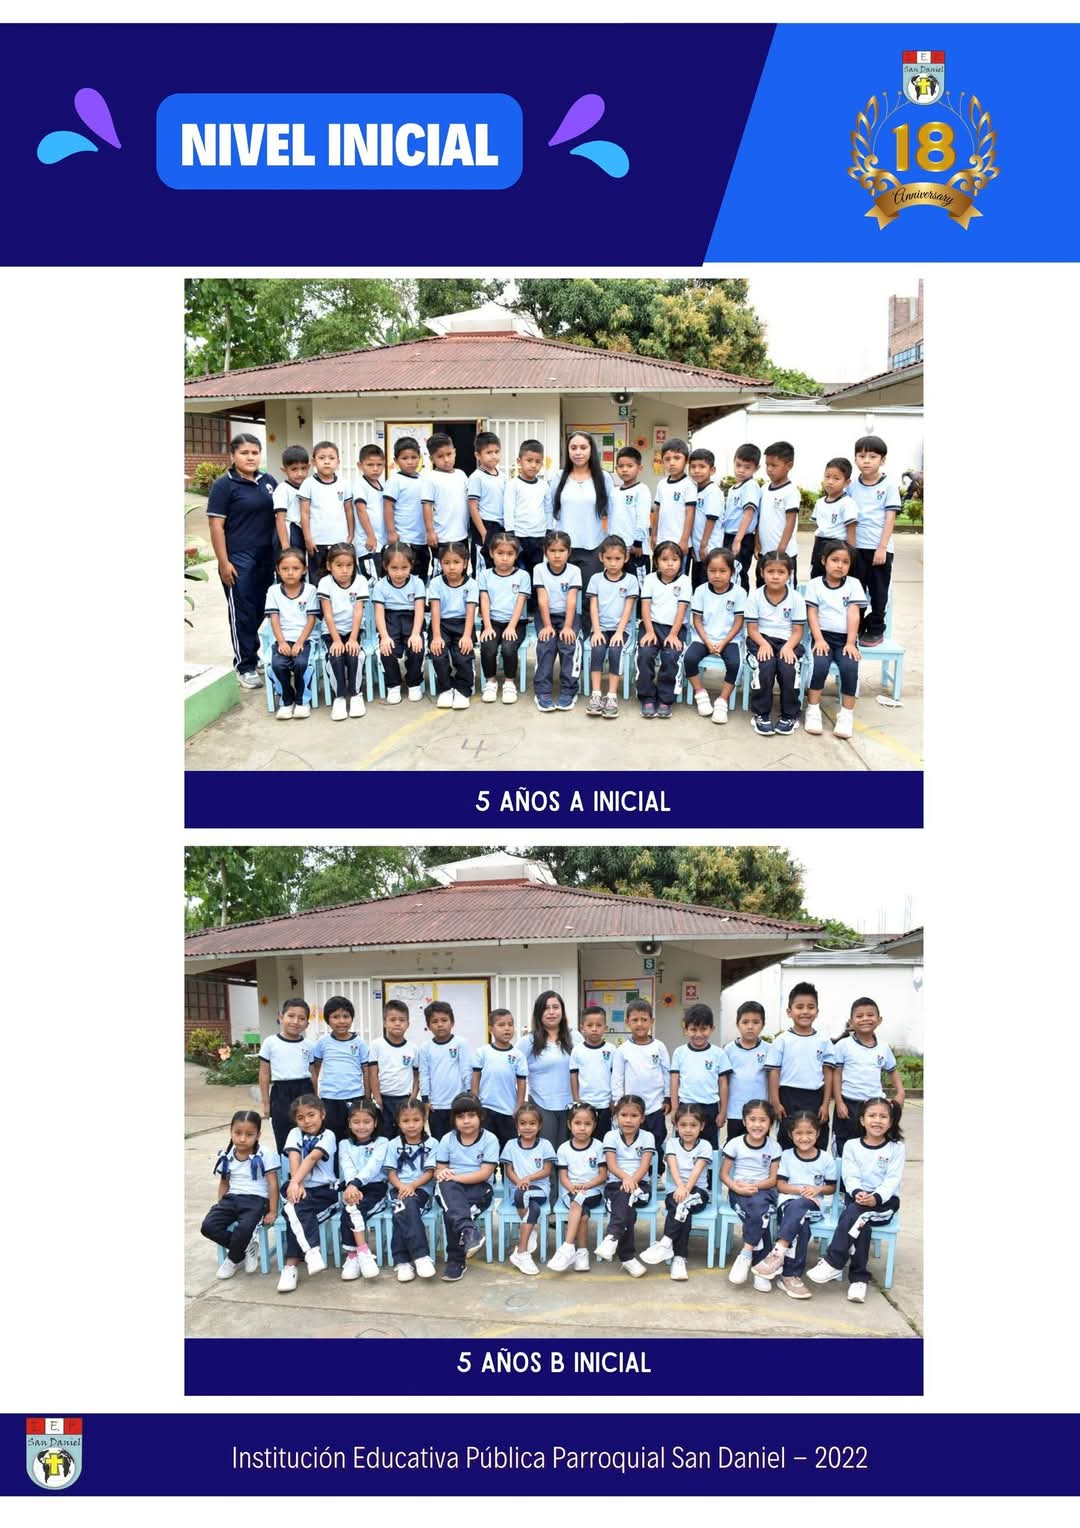 NIVEL INICIAL
I. E. P.
San Daniel
18
Anniversary
S
4
5 AÑOS A INICIAL
S
5 AÑOS B INICIAL
I. E. P.
San Daniel
Institución Educativa Pública Parroquial San Daniel – 2022